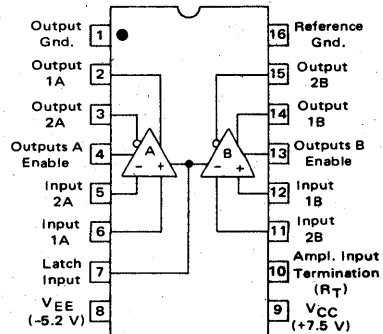 Output
Gnd.
1
Output
1A
2
Output
2A
3
Outputs A
Enable
4
Input
2A
5
Input
1A
6
Latch
Input
7
VEE
(-5.2 V)
8
A
- +
B
- +
16
Reference
Gnd.
15
Output
2B
14
Output
1B
13
Outputs B
Enable
12
Input
1B
11
Input
2B
10
Ampl. Input
Termination
(RT)
9
VCC
(+7.5 V)